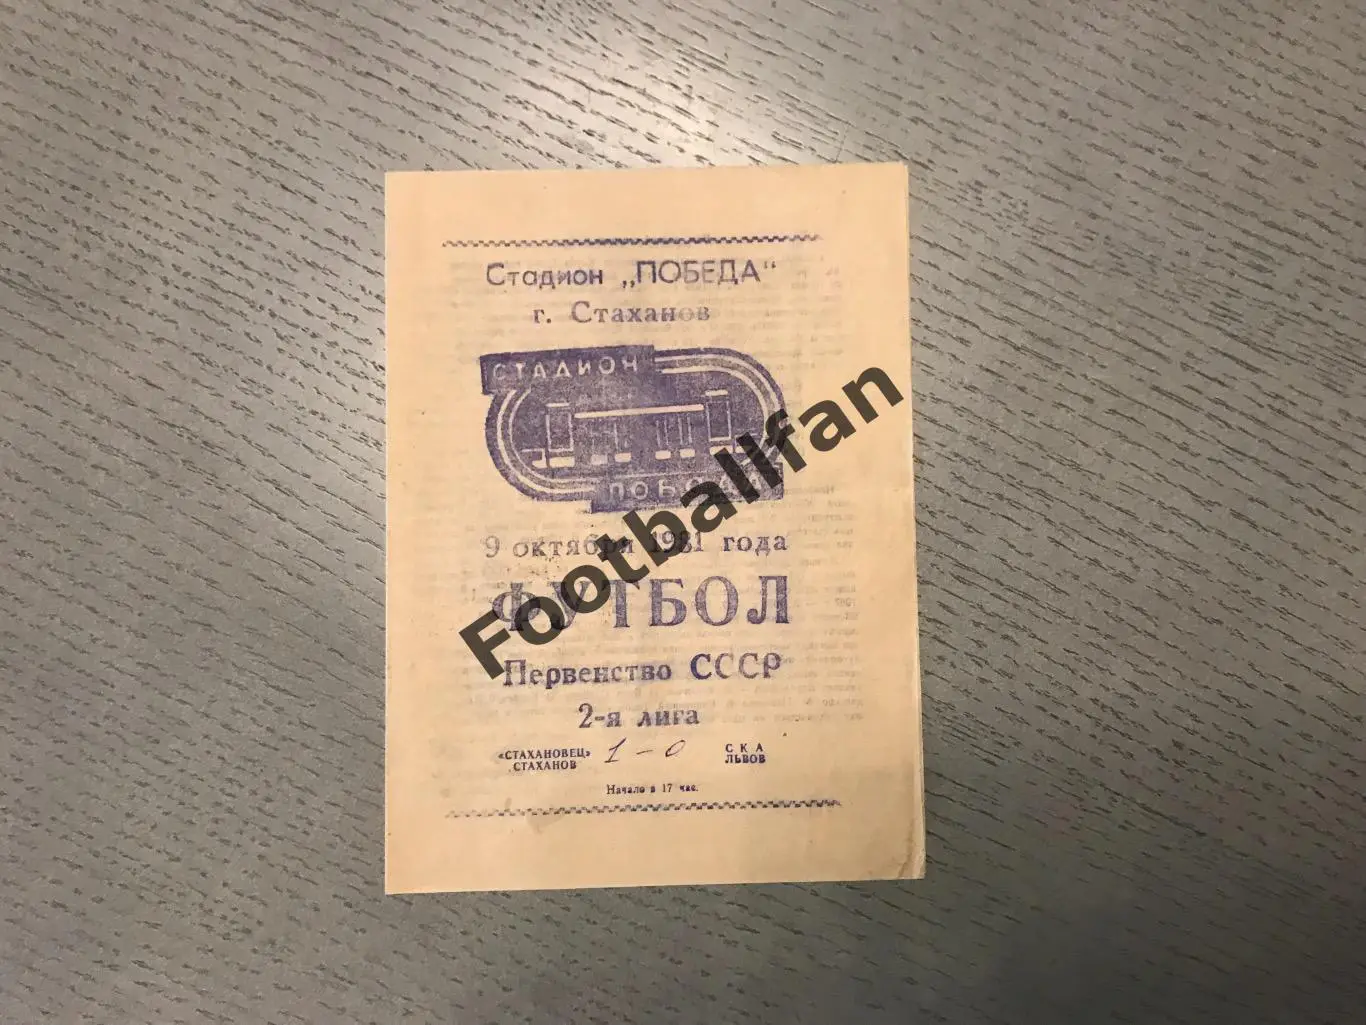 Стадион „ПОБЕДА"
г. Стаханов
СТАДИОН
9 октября 1981 года
ФУТБОЛ
Первенство СССР
2-я лига
«СТАХАНОВЕЦ» 1-0 СКА
СТАХАНОВ ЛЬВОВ
Начало в 17 час.
Footballfan